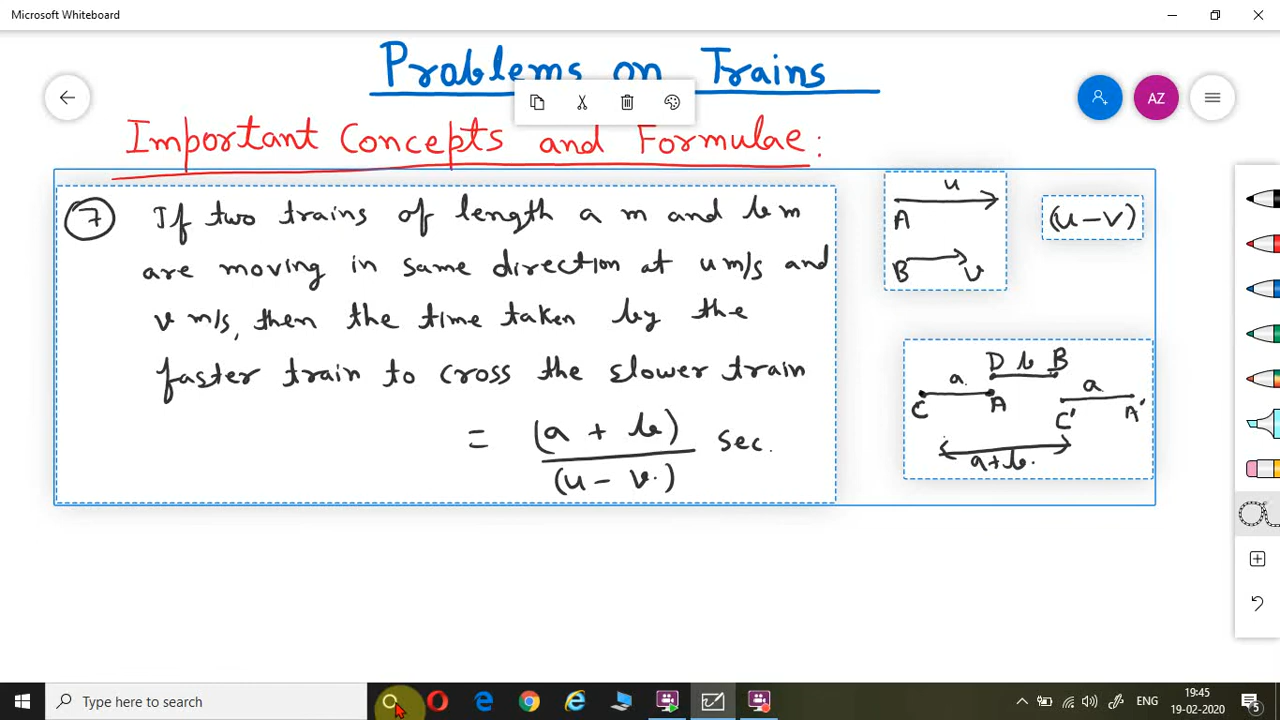 Microsoft Whiteboard
Problems on Trains
AZ
Important Concepts and Formulae:
7 If two trains of length a m and b m
are moving in same direction at u m/s and
v m/s, then the time taken by the
faster train to cross the slower train
= (a + b) sec.
(u - v.)
u
A
B
v
(u-v)
D b B
a.
a
C
A
C'
A'
a+b.
Type here to search
ENG
19:45
19-02-2020
5